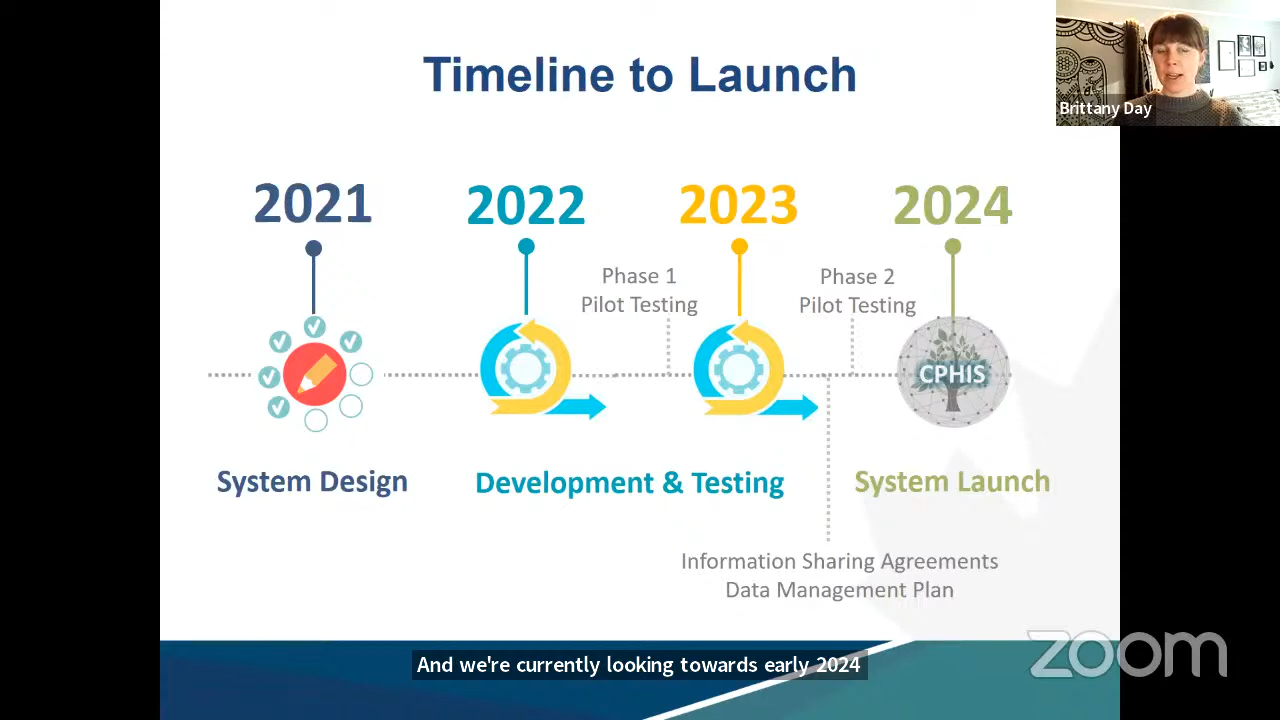 Timeline to Launch
Brittany Day
2021
2022
2023
2024
Phase 1
Pilot Testing
Phase 2
Pilot Testing
CPHIS
System Design
Development & Testing
System Launch
Information Sharing Agreements
Data Management Plan
And we're currently looking towards early 2024
zoom